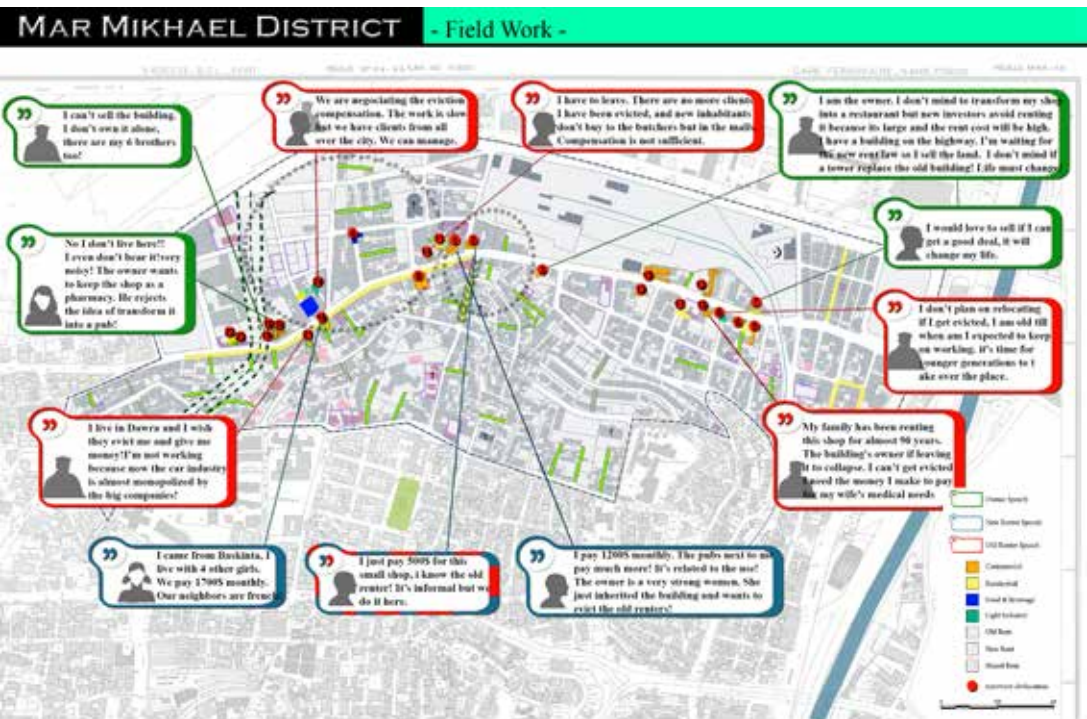 MAR MIKHAEL DISTRICT
- Field Work -
I can't sell the building.
I don't own it alone,
there are my 6 brothers
too!
We are negotiating the eviction
compensation. The work is slow
but we have clients from all
over the city. We can manage.
I have to leave. There are no more clients
I have been evicted, and new inhabitants
don't buy to the butchers but in the malls.
Compensation is not sufficient.
I am the owner. I don't mind to transform my shop
into a restaurant but new investors avoid renting
it because its large and the rent cost will be high.
I have a building on the highway. I'm waiting for
the new rent law so I sell the land. I don't mind if
a tower replace the old building! Life must change
No I don't live here!!
I even don't bear it!very
noisy! The owner wants
to keep the shop as a
pharmacy. He rejects
the idea of transform it
into a pub!
I would love to sell if I can
get a good deal, it will
change my life.
I don't plan on relocating
if I get evicted, I am old till
when am I expected to keep
on working. it's time for
younger generations to t
ake over the place.
I live in Dawra and I wish
they evict me and give me
money!I'm not working
because now the car industry
is almost monopolized by
the big companies!
My family has been renting
this shop for almost 90 years.
The building's owner if leaving
it to collapse. I can't get evicted
I need the money I make to pay
for my wife's medical needs
I came from Baskinta, I
live with 4 other girls.
We pay 1700$ monthly.
Our neighbors are french
I just pay 500$ for this
small shop, i know the old
renter! It's informal but we
do it here.
I pay 1200$ monthly. The pubs next to me
pay much more! It's related to the use!
The owner is a very strong women. She
just inherited the building and wants to
evict the old renters!
Owner Speech
New Renter Speech
Old Renter Speech
Commercial
Residential
Food & Beverage
Light Industry
Old Rent
New Rent
Mixed Rent